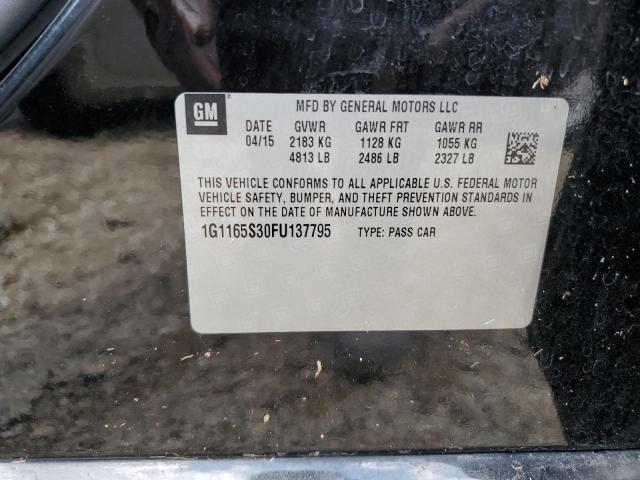 GM MFD BY GENERAL MOTORS LLC
DATE GVWR GAWR FRT GAWR RR
04/15 2183 KG 1128 KG 1055 KG
4813 LB 2486 LB 2327 LB
THIS VEHICLE CONFORMS TO ALL APPLICABLE U.S. FEDERAL MOTOR
VEHICLE SAFETY, BUMPER, AND THEFT PREVENTION STANDARDS IN
EFFECT ON THE DATE OF MANUFACTURE SHOWN ABOVE.
1G1165S30FU137795 TYPE: PASS CAR